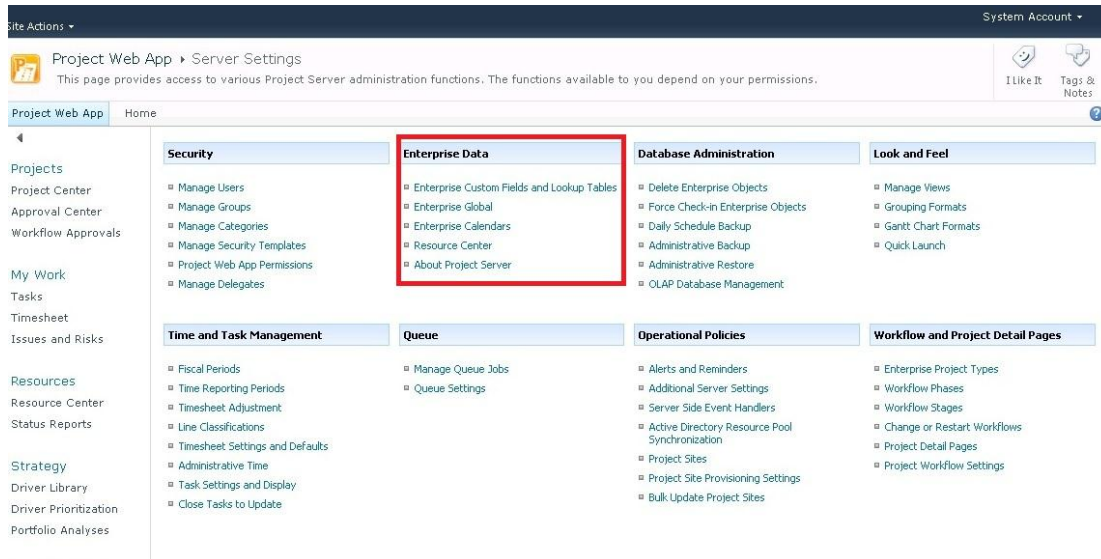 Site Actions
System Account
Project Web App ▸ Server Settings
This page provides access to various Project Server administration functions. The functions available to you depend on your permissions.
I Like It
Tags & Notes
Project Web App
Home
Projects
Project Center
Approval Center
Workflow Approvals
My Work
Tasks
Timesheet
Issues and Risks
Resources
Resource Center
Status Reports
Strategy
Driver Library
Driver Prioritization
Portfolio Analyses
Security
Manage Users
Manage Groups
Manage Categories
Manage Security Templates
Project Web App Permissions
Manage Delegates
Enterprise Data
Enterprise Custom Fields and Lookup Tables
Enterprise Global
Enterprise Calendars
Resource Center
About Project Server
Database Administration
Delete Enterprise Objects
Force Check-in Enterprise Objects
Daily Schedule Backup
Administrative Backup
Administrative Restore
OLAP Database Management
Look and Feel
Manage Views
Grouping Formats
Gantt Chart Formats
Quick Launch
Time and Task Management
Fiscal Periods
Time Reporting Periods
Timesheet Adjustment
Line Classifications
Timesheet Settings and Defaults
Administrative Time
Task Settings and Display
Close Tasks to Update
Queue
Manage Queue Jobs
Queue Settings
Operational Policies
Alerts and Reminders
Additional Server Settings
Server Side Event Handlers
Active Directory Resource Pool
Synchronization
Project Sites
Project Site Provisioning Settings
Bulk Update Project Sites
Workflow and Project Detail Pages
Enterprise Project Types
Workflow Phases
Workflow Stages
Change or Restart Workflows
Project Detail Pages
Project Workflow Settings